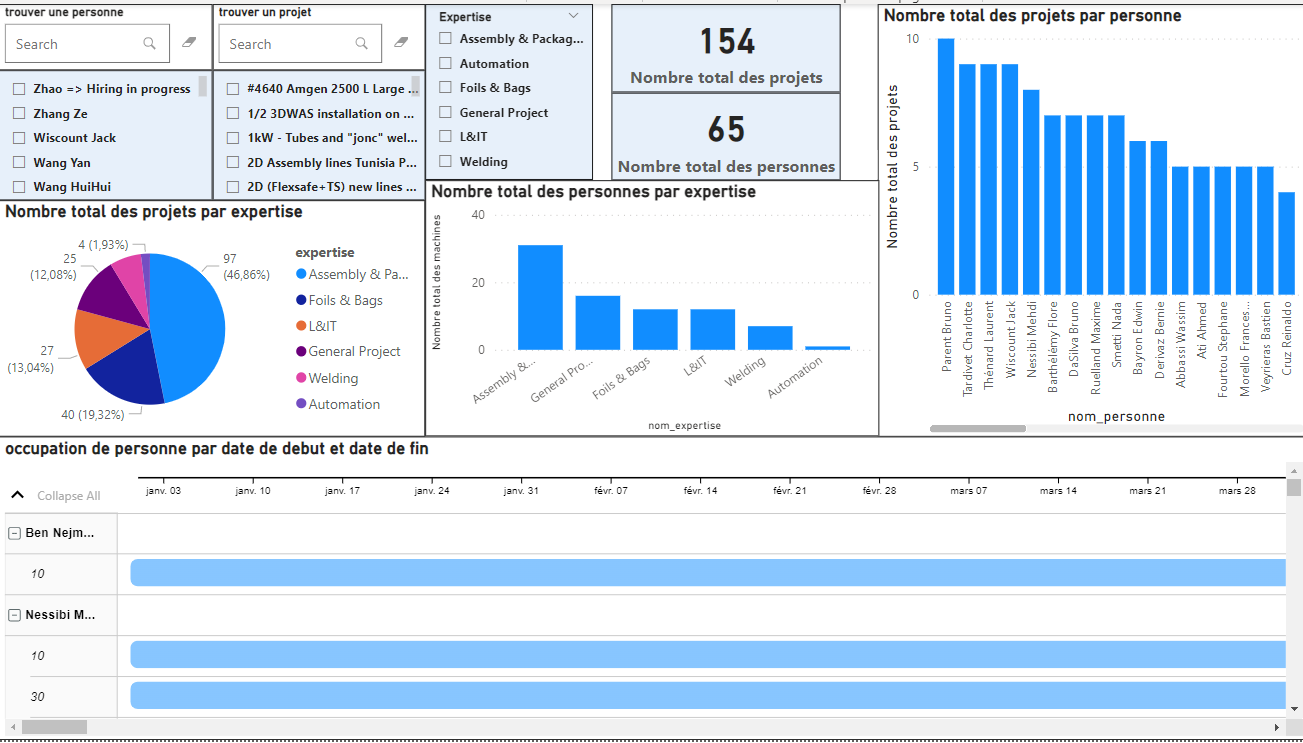 trouver une personne
Search
Zhao => Hiring in progress
Zhang Ze
Wiscount Jack
Wang Yan
Wang HuiHui
trouver un projet
Search
#4640 Amgen 2500 L Large ...
1/2 3DWAS installation on ...
1kW - Tubes and "jonc" wel...
2D Assembly lines Tunisia P...
2D (Flexsafe+TS) new lines ...
Expertise
Assembly & Packag...
Automation
Foils & Bags
General Project
L&IT
Welding
154
Nombre total des projets
65
Nombre total des personnes
Nombre total des projets par personne
Nombre total des projets
10
5
0
Parent Bruno
Tardivet Charlotte
Thénard Laurent
Wiscount Jack
Nessibi Mehdi
Barthélémy Flore
DaSilva Bruno
Ruelland Maxime
Smetti Nada
Bayron Edwin
Derivaz Bernie
Abbassi Wassim
Ati Ahmed
Fourtou Stephane
Morello Frances...
Veyrieras Bastien
Cruz Reinaldo
nom_personne
Nombre total des projets par expertise
4 (1,93%)
25
(12,08%)
27
(13,04%)
40 (19,32%)
97
(46,86%)
expertise
Assembly & Pa...
Foils & Bags
L&IT
General Project
Welding
Automation
Nombre total des personnes par expertise
Nombre total des machines
40
20
0
Assembly &...
General Pro...
Foils & Bags
L&IT
Welding
Automation
nom_expertise
occupation de personne par date de debut et date de fin
Collapse All
janv. 03
janv. 10
janv. 17
janv. 24
janv. 31
févr. 07
févr. 14
févr. 21
févr. 28
mars 07
mars 14
mars 21
mars 28
Ben Nejm...
10
Nessibi M...
10
30